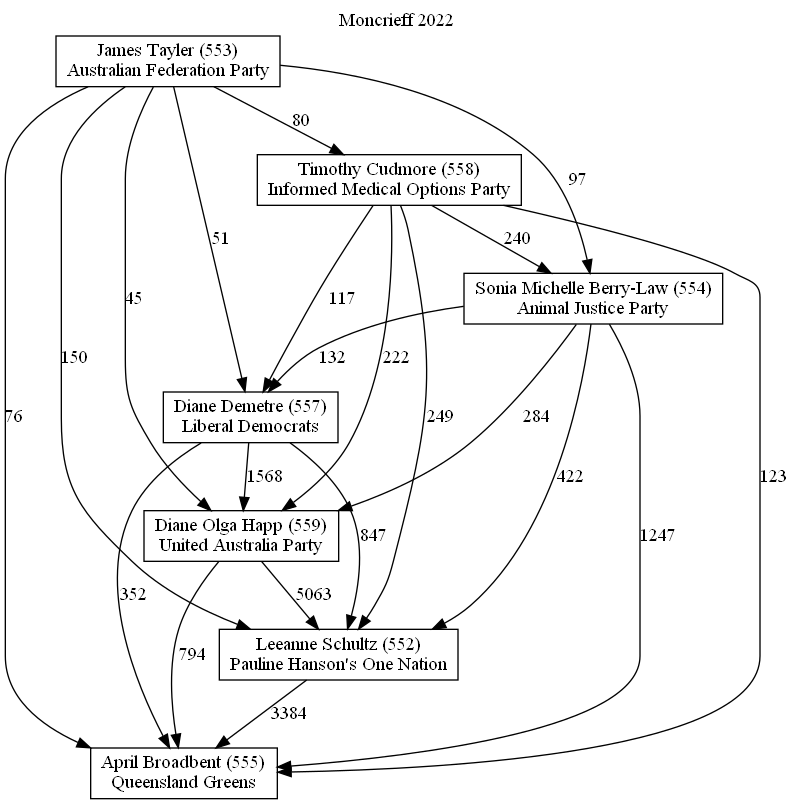 Moncrieff 2022
James Tayler (553)
Australian Federation Party
80
Timothy Cudmore (558)
Informed Medical Options Party
97
51
240
Sonia Michelle Berry-Law (554)
Animal Justice Party
45
117
150
132
222
Diane Demetre (557)
Liberal Democrats
76
249
284
1568
422
123
Diane Olga Happ (559)
United Australia Party
847
1247
352
5063
Leeanne Schultz (552)
Pauline Hanson's One Nation
794
3384
April Broadbent (555)
Queensland Greens